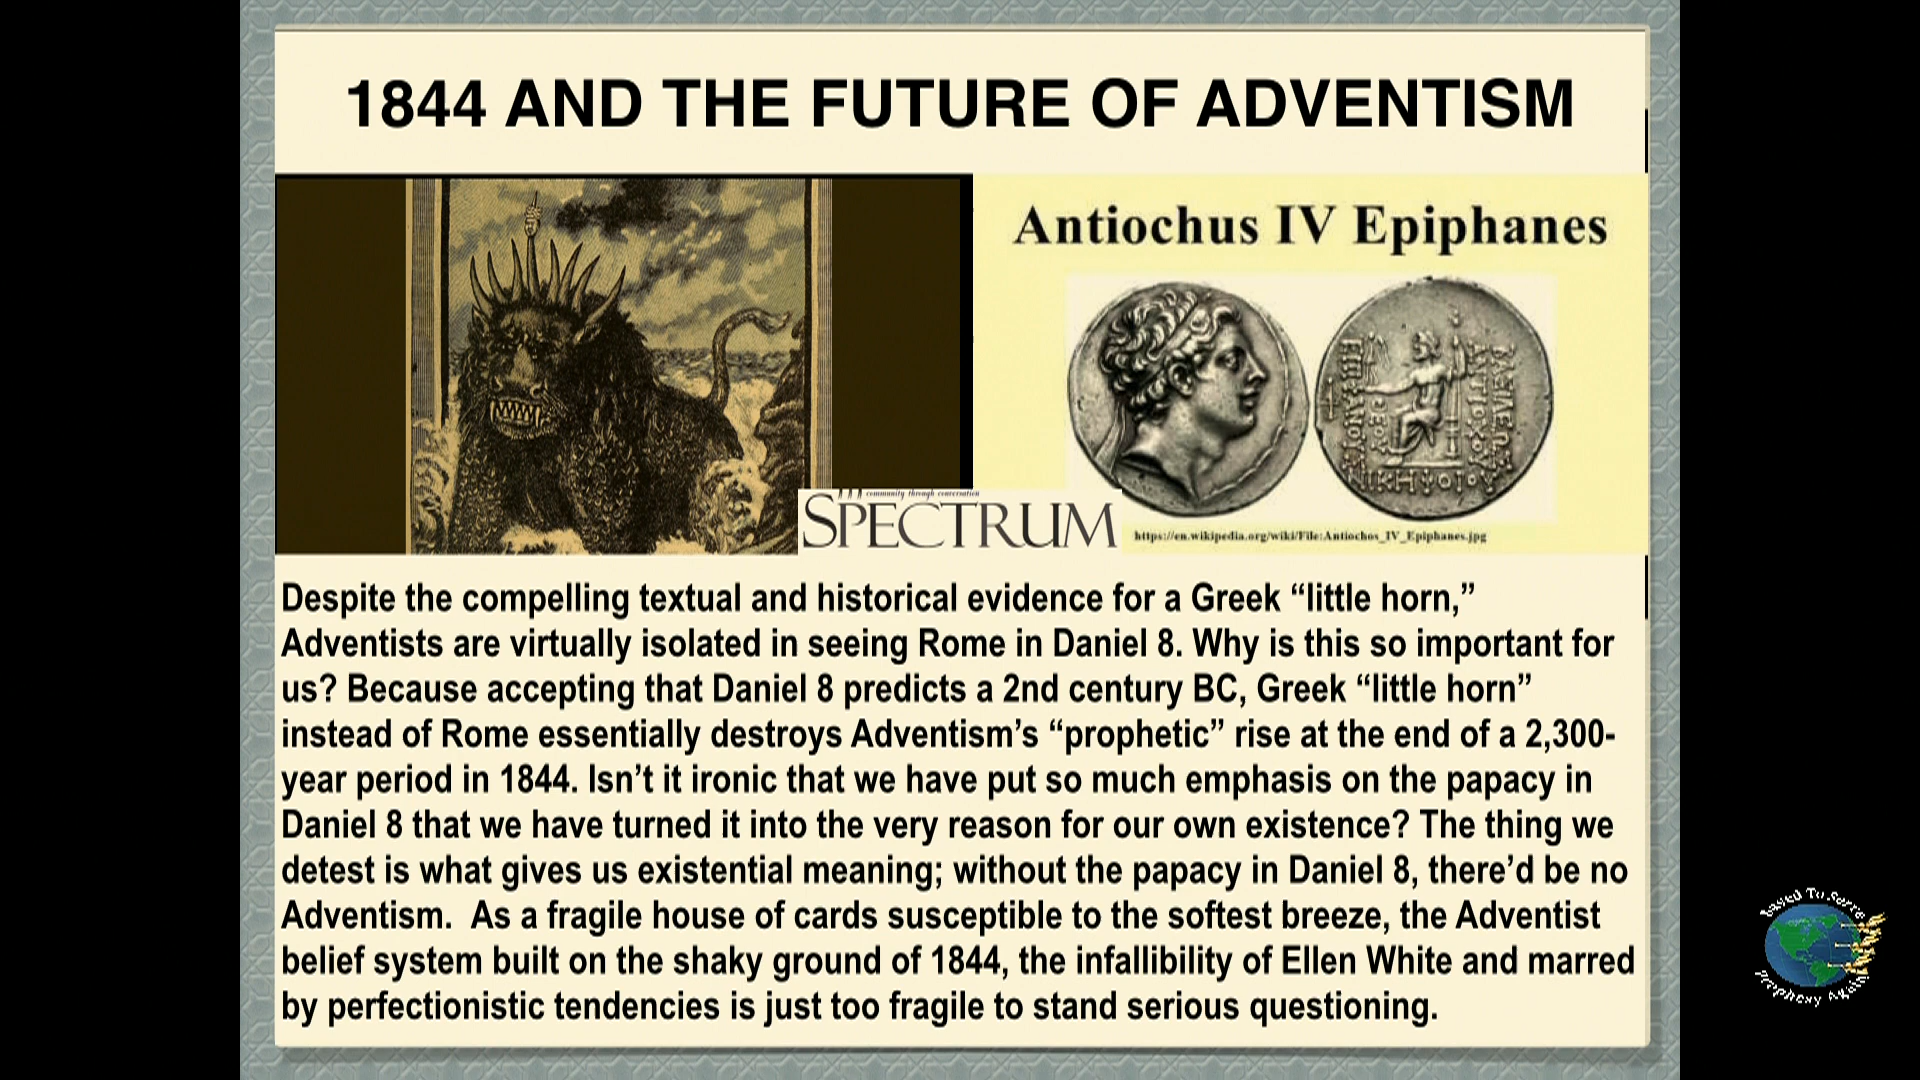 1844 AND THE FUTURE OF ADVENTISM
Antiochus IV Epiphanes
community through conversation
SPECTRUM
https://en.wikipedia.org/wiki/File:Antiochos_IV_Epiphanes.jpg
Despite the compelling textual and historical evidence for a Greek “little horn,”
Adventists are virtually isolated in seeing Rome in Daniel 8. Why is this so important for
us? Because accepting that Daniel 8 predicts a 2nd century BC, Greek “little horn”
instead of Rome essentially destroys Adventism’s “prophetic” rise at the end of a 2,300-
year period in 1844. Isn’t it ironic that we have put so much emphasis on the papacy in
Daniel 8 that we have turned it into the very reason for our own existence? The thing we
detest is what gives us existential meaning; without the papacy in Daniel 8, there’d be no
Adventism.  As a fragile house of cards susceptible to the softest breeze, the Adventist
belief system built on the shaky ground of 1844, the infallibility of Ellen White and marred
by perfectionistic tendencies is just too fragile to stand serious questioning.
Saved To Serve